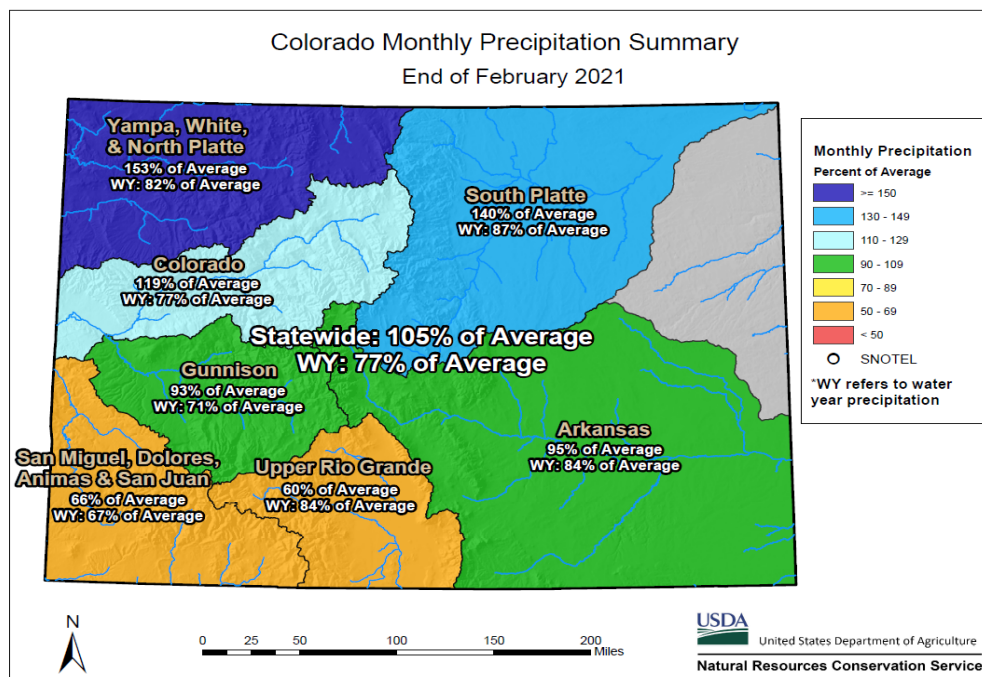 Colorado Monthly Precipitation Summary
End of February 2021
Yampa, White,
& North Platte
153% of Average
WY: 82% of Average
South Platte
140% of Average
WY: 87% of Average
Colorado
119% of Average
WY: 77% of Average
Statewide: 105% of Average
WY: 77% of Average
Gunnison
93% of Average
WY: 71% of Average
Arkansas
95% of Average
WY: 84% of Average
San Miguel, Dolores,
Animas & San Juan
66% of Average
WY: 67% of Average
Upper Rio Grande
60% of Average
WY: 84% of Average
Monthly Precipitation
Percent of Average
>= 150
130 - 149
110 - 129
90 - 109
70 - 89
50 - 69
< 50
SNOTEL
*WY refers to water
year precipitation
N
0 25 50 100 150 200
Miles
USDA
United States Department of Agriculture
Natural Resources Conservation Service